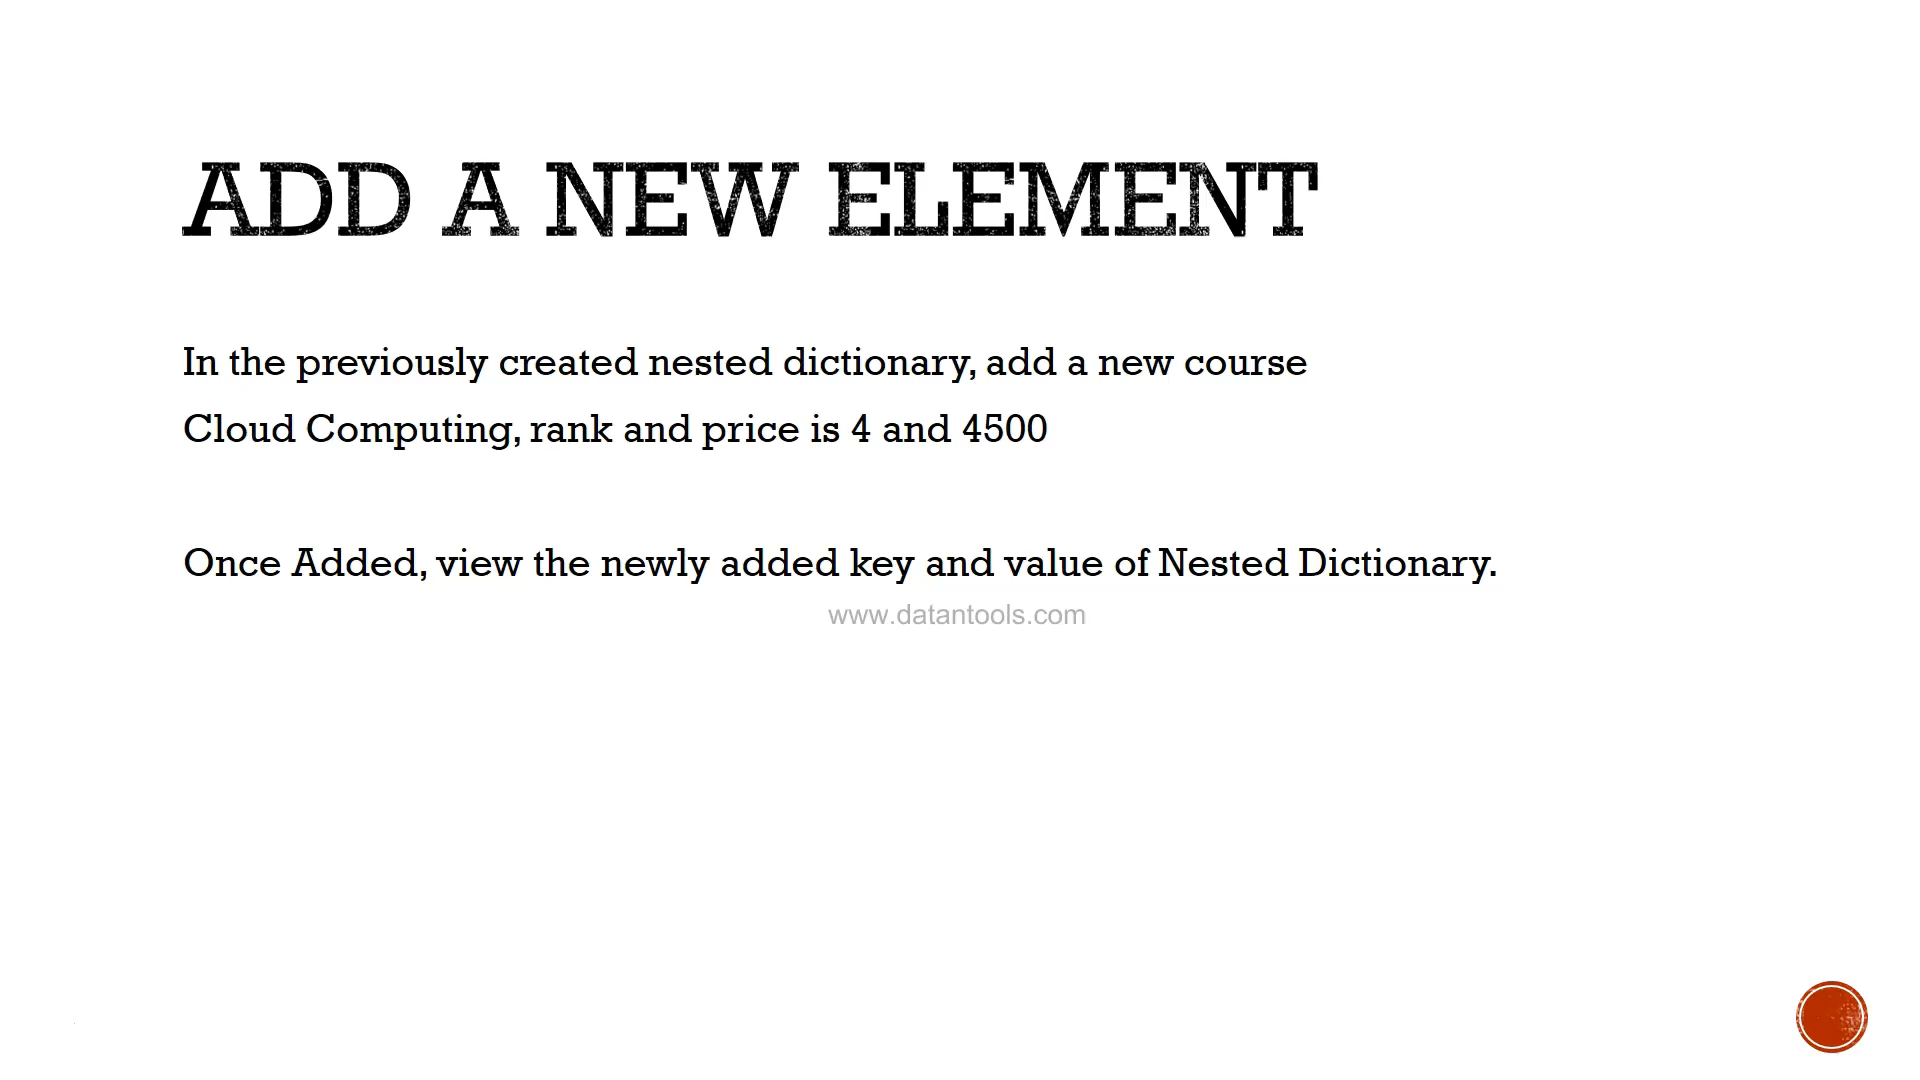 ADD A NEW ELEMENT
In the previously created nested dictionary, add a new course
Cloud Computing, rank and price is 4 and 4500
Once Added, view the newly added key and value of Nested Dictionary.
www.datantools.com